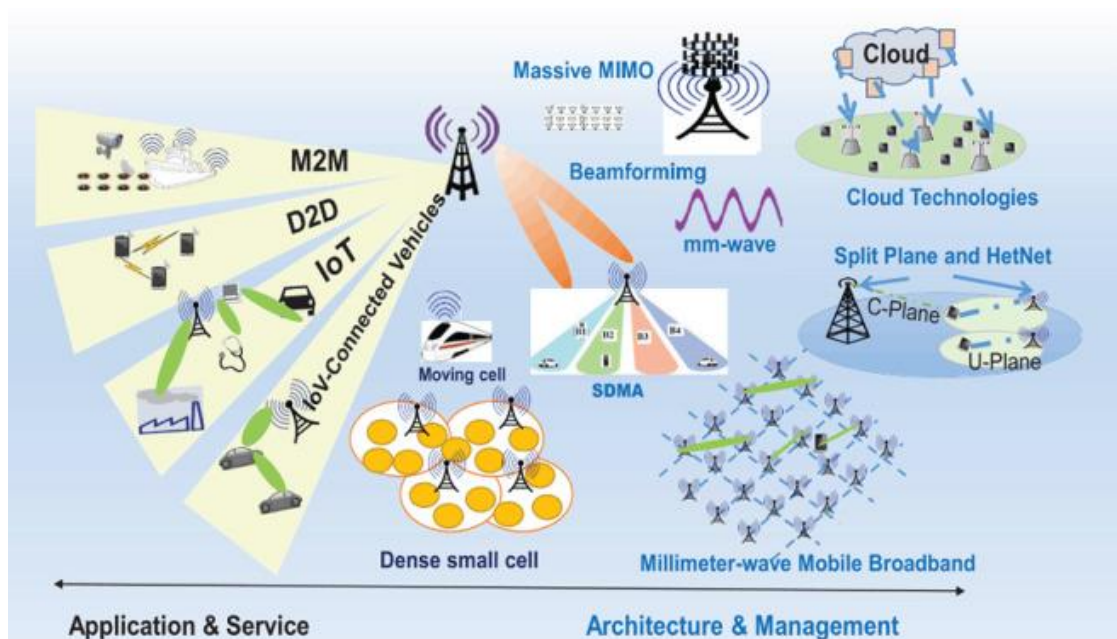 Massive MIMO
Cloud
M2M
Beamformimg
Cloud Technologies
D2D
mm-wave
IoT
Split Plane and HetNet
IoV-Connected Vehicles
C-Plane
U-Plane
B1
B2
B3
B4
Moving cell
SDMA
Dense small cell
Millimeter-wave Mobile Broadband
Application & Service
Architecture & Management